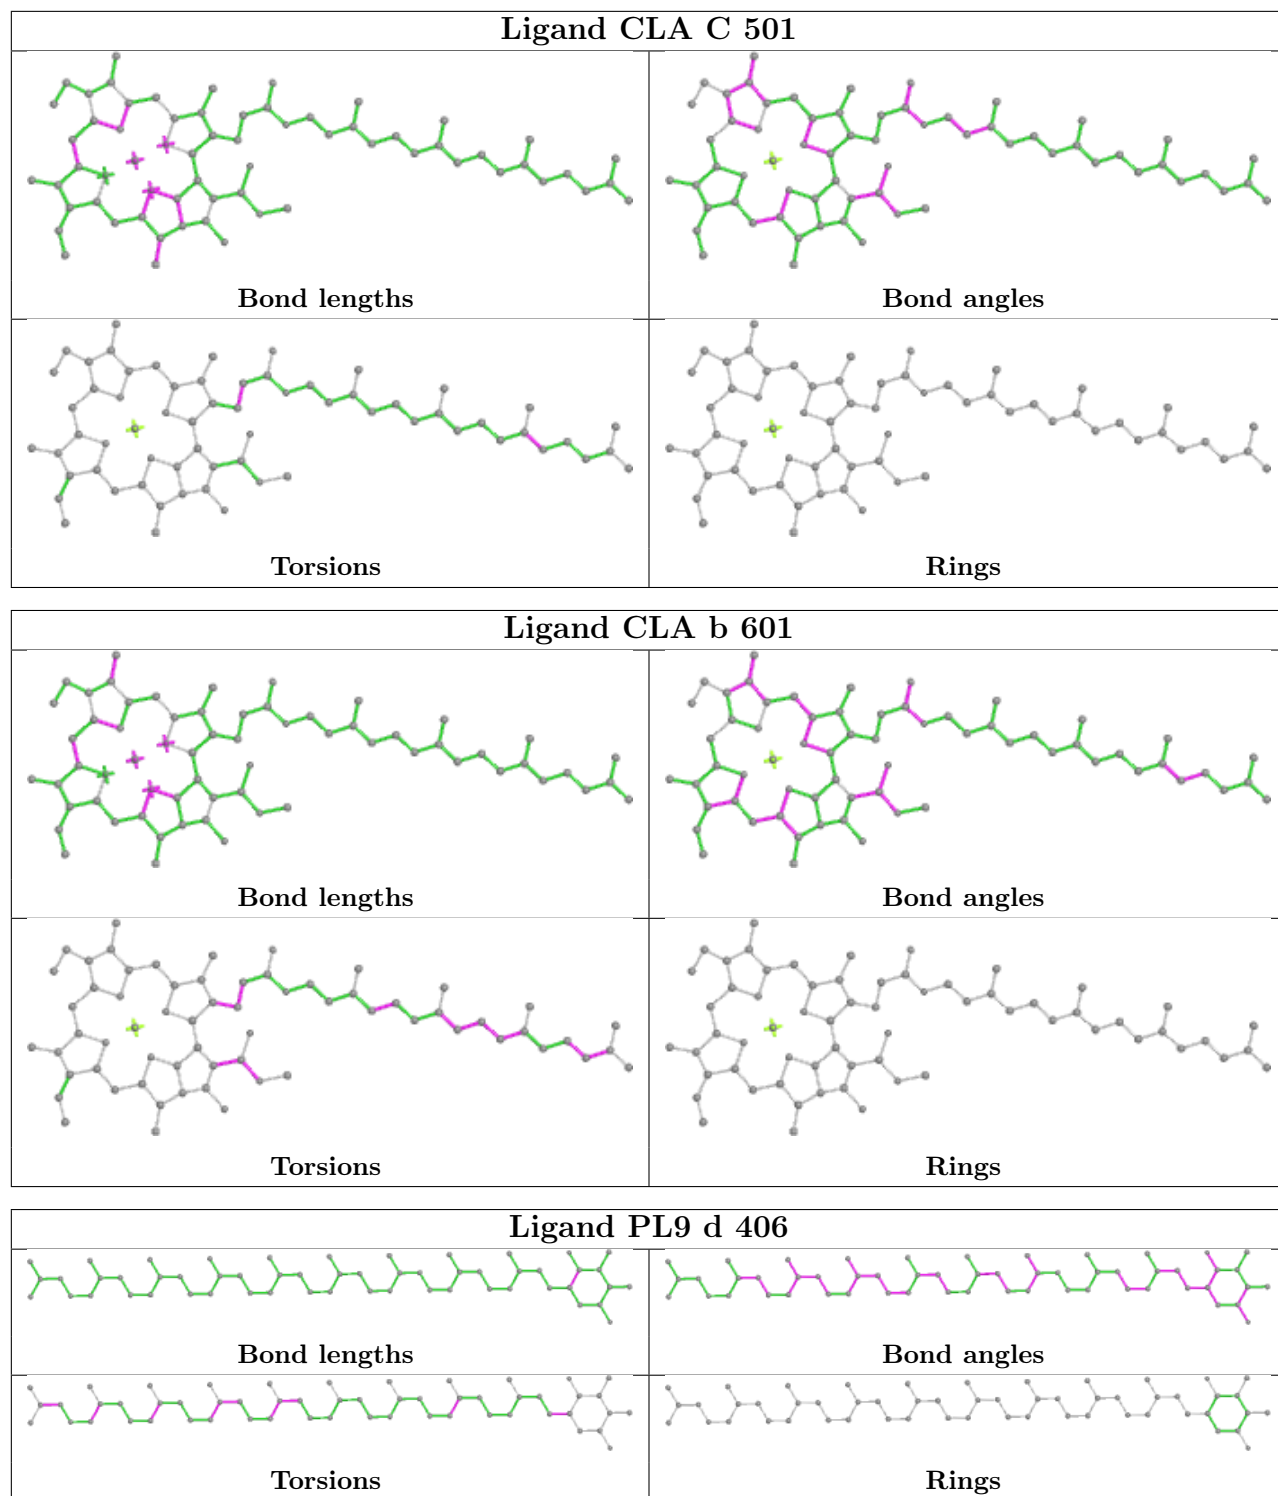 Ligand CLA C 501
Bond lengths
Bond angles
Torsions
Rings
Ligand CLA b 601
Bond lengths
Bond angles
Torsions
Rings
Ligand PL9 d 406
Bond lengths
Bond angles
Torsions
Rings